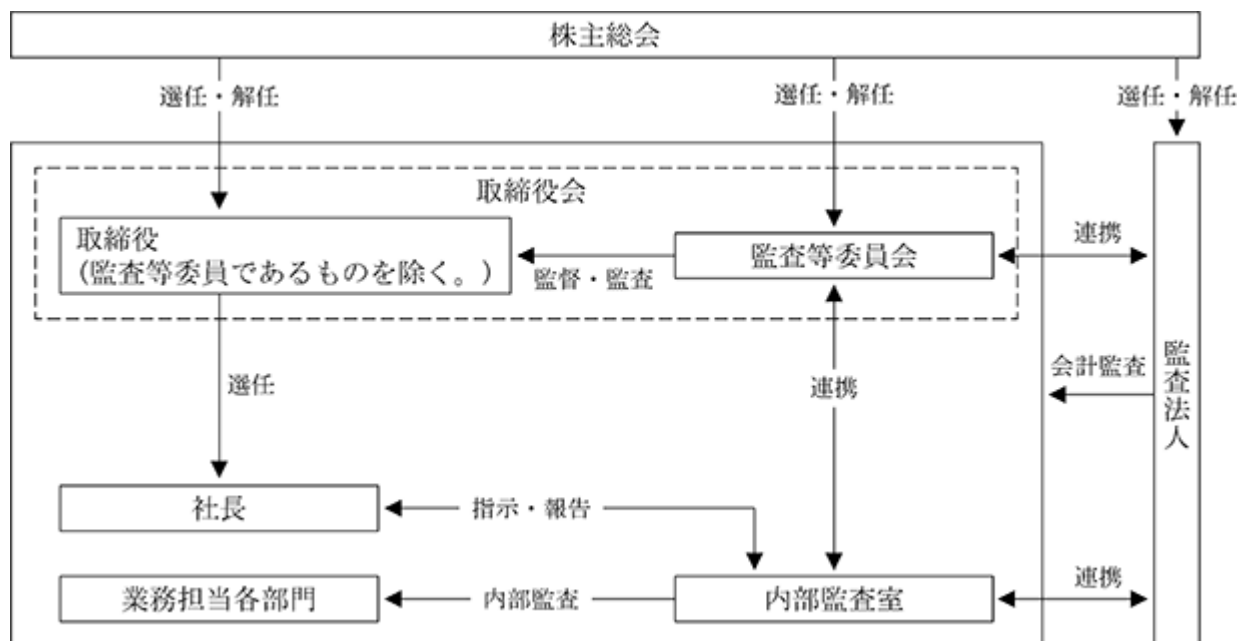 株主総会
選任・解任
選任・解任
選任・解任
取締役会
取締役
（監査等委員であるものを除く。）
監督・監査
監査等委員会
連携
選任
連携
会計監査
監査法人
社長
指示・報告
業務担当各部門
内部監査
内部監査室
連携